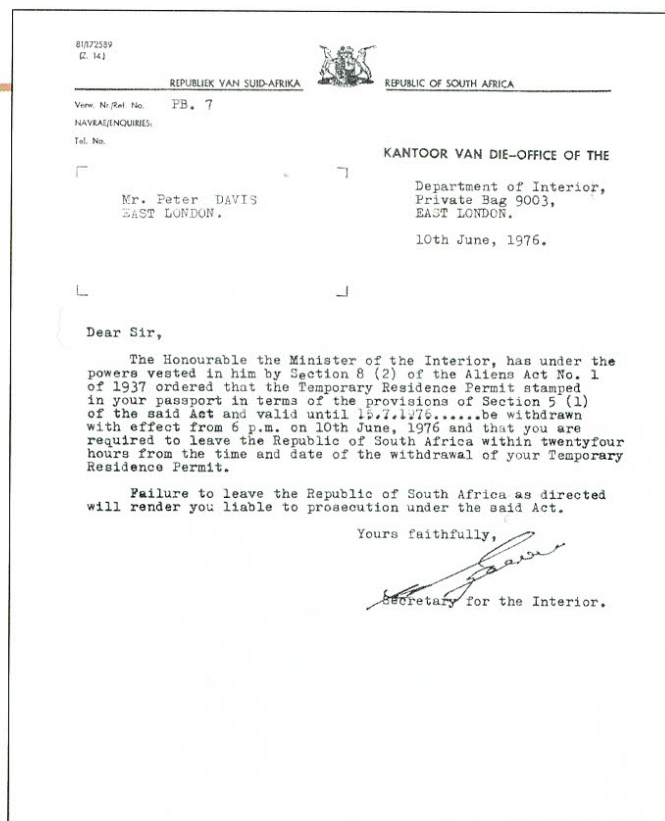 81/172589
(Z. 14)
REPUBLIEK VAN SUID-AFRIKA
REPUBLIC OF SOUTH AFRICA
Verw. Nr./Ref. No. PB. 7
NAVRAE/ENQUIRIES:
Tel. No.
KANTOOR VAN DIE–OFFICE OF THE
Mr. Peter DAVIS
EAST LONDON.
Department of Interior,
Private Bag 9003,
EAST LONDON.
10th June, 1976.
Dear Sir,
The Honourable the Minister of the Interior, has under the
powers vested in him by Section 8 (2) of the Aliens Act No. 1
of 1937 ordered that the Temporary Residence Permit stamped
in your passport in terms of the provisions of Section 5 (1)
of the said Act and valid until 15.7.1976......be withdrawn
with effect from 6 p.m. on 10th June, 1976 and that you are
required to leave the Republic of South Africa within twentyfour
hours from the time and date of the withdrawal of your Temporary
Residence Permit.
Failure to leave the Republic of South Africa as directed
will render you liable to prosecution under the said Act.
Yours faithfully,
Secretary for the Interior.